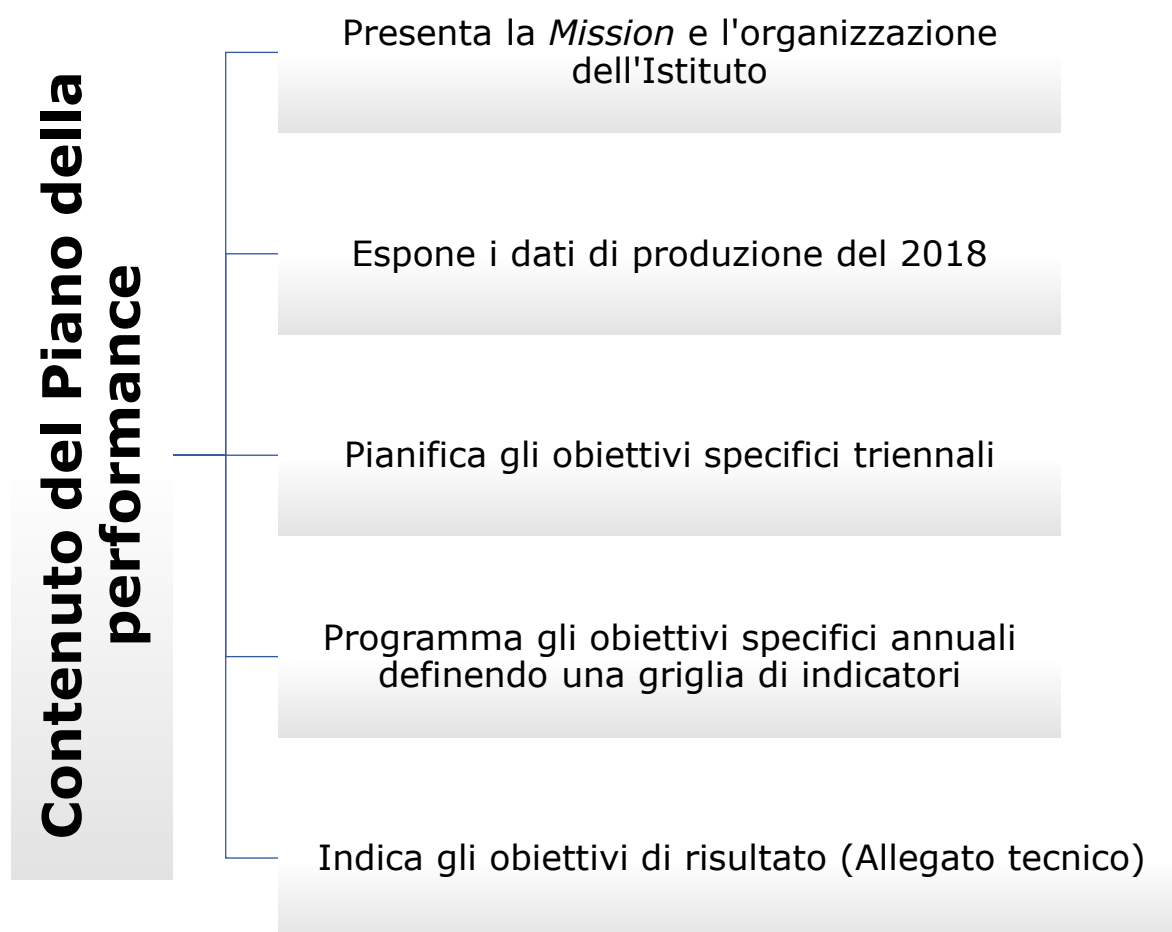 Contenuto del Piano della
performance
Presenta la Mission e l'organizzazione
dell'Istituto
Espone i dati di produzione del 2018
Pianifica gli obiettivi specifici triennali
Programma gli obiettivi specifici annuali
definendo una griglia di indicatori
Indica gli obiettivi di risultato (Allegato tecnico)